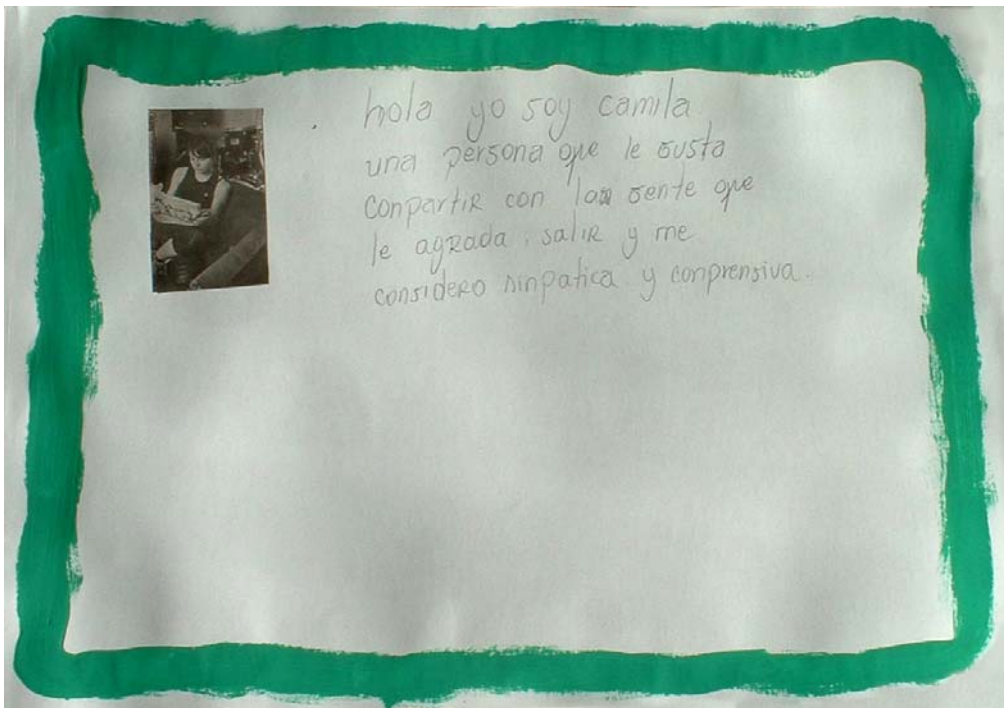 hola yo soy camila
una persona que le gusta
conpartir con la gente que
le agrada, salir y me
considero sinpatica y conprensiva.